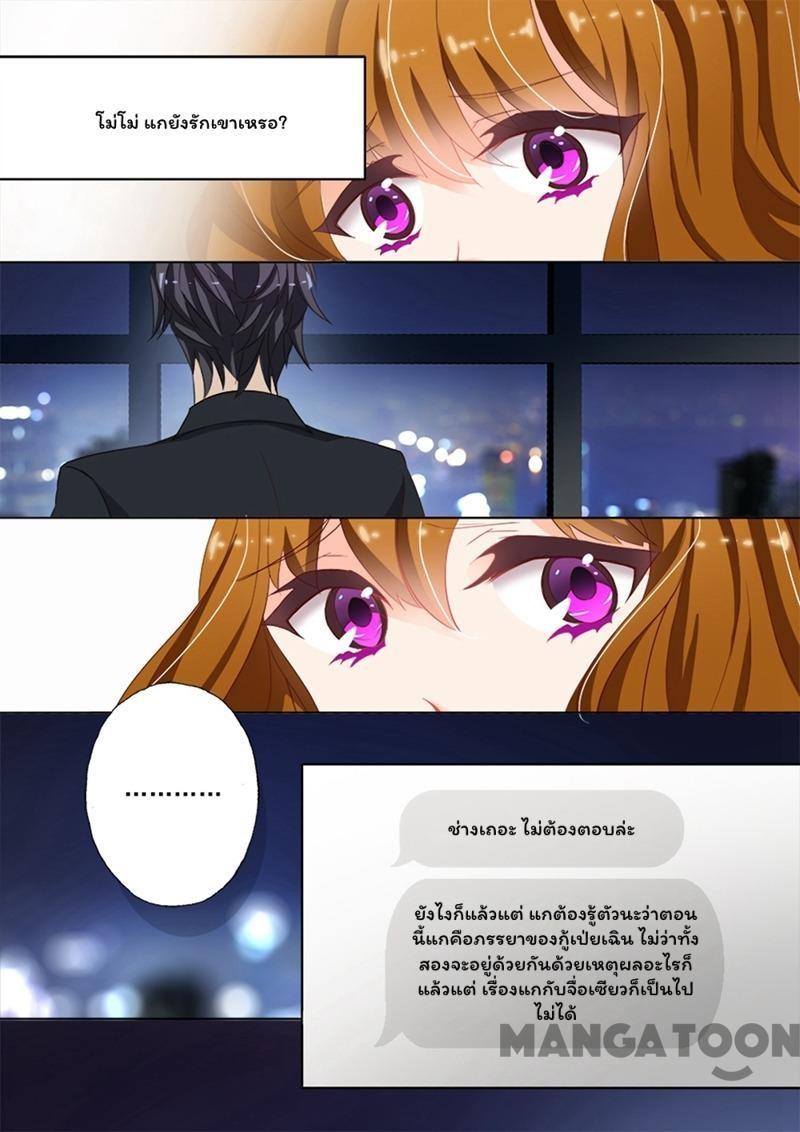 โม่โม่ แกยังรักเขาเหรอ?
............
ช่างเถอะ ไม่ต้องตอบล่ะ
ยังไงก็แล้วแต่ แกต้องรู้ตัวนะว่าตอน
นี้แกคือภรรยาของกู้เป่ยเฉิน ไม่ว่าทั้ง
สองจะอยู่ด้วยกันด้วยเหตุผลอะไรก็
แล้วแต่ เรื่องแกกับจื่อเซียวก็เป็นไป
ไม่ได้
MANGATOON